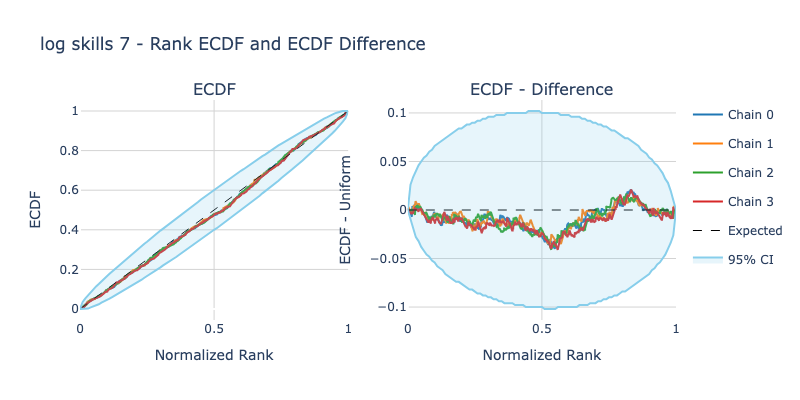 log skills 7 - Rank ECDF and ECDF Difference
ECDF
ECDF
1
0.8
0.6
0.4
0.2
0
0
0.5
1
Normalized Rank
ECDF - Difference
ECDF - Uniform
0.1
0.05
0
−0.05
−0.1
0
0.5
1
Normalized Rank
Chain 0
Chain 1
Chain 2
Chain 3
Expected
95% CI